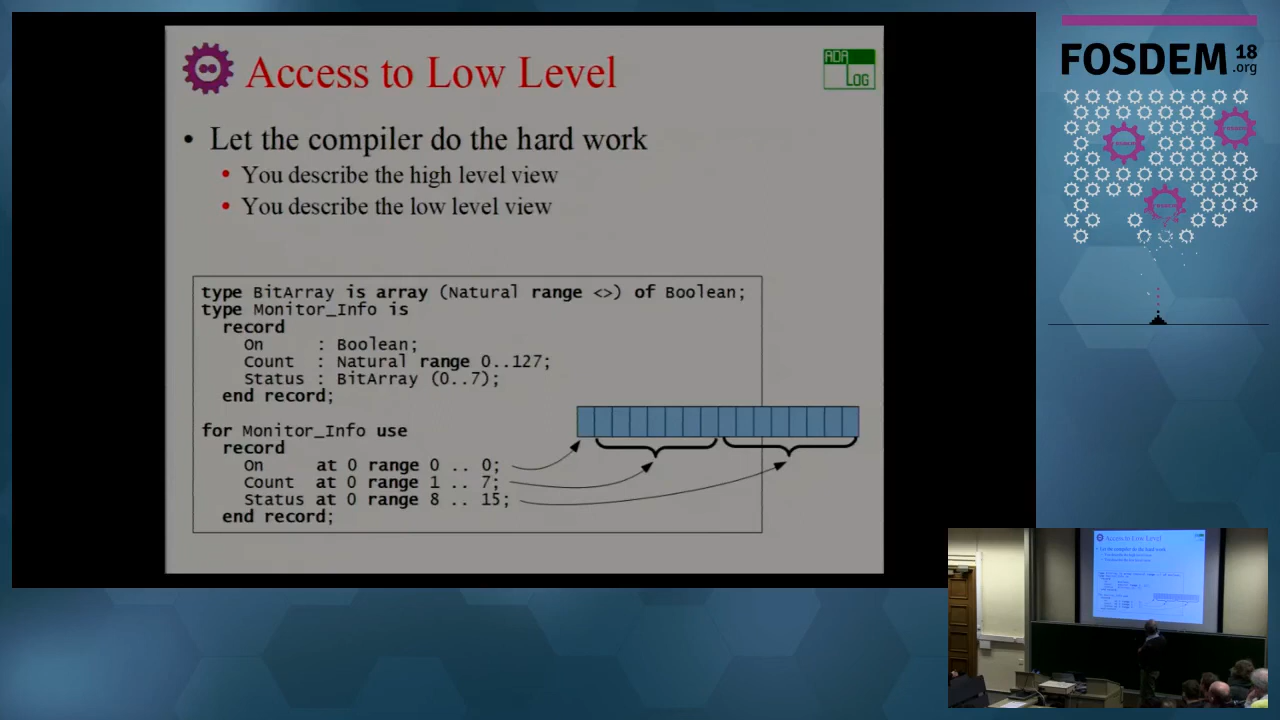 Access to Low Level
ADA
LOG
• Let the compiler do the hard work
• You describe the high level view
• You describe the low level view
type BitArray is array (Natural range <>) of Boolean;
type Monitor_Info is
record
On : Boolean;
Count : Natural range 0..127;
Status : BitArray (0..7);
end record;
for Monitor_Info use
record
On at 0 range 0 .. 0;
Count at 0 range 1 .. 7;
Status at 0 range 8 .. 15;
end record;
FOSDEM 18
.org
Access to Low Level